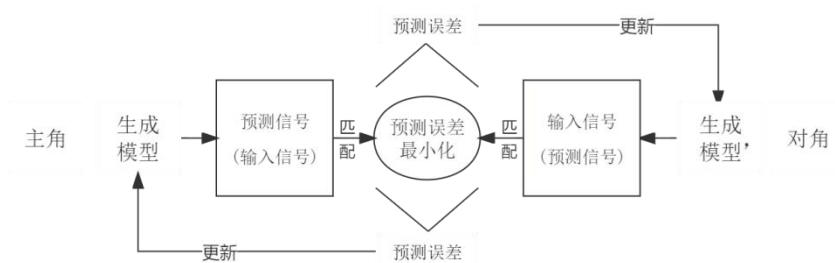 预测误差
更新
主角
生成
模型
预测信号
(输入信号)
匹
配
预测误差
最小化
匹
配
输入信号
(预测信号)
生成
模型'
对角
更新
预测误差